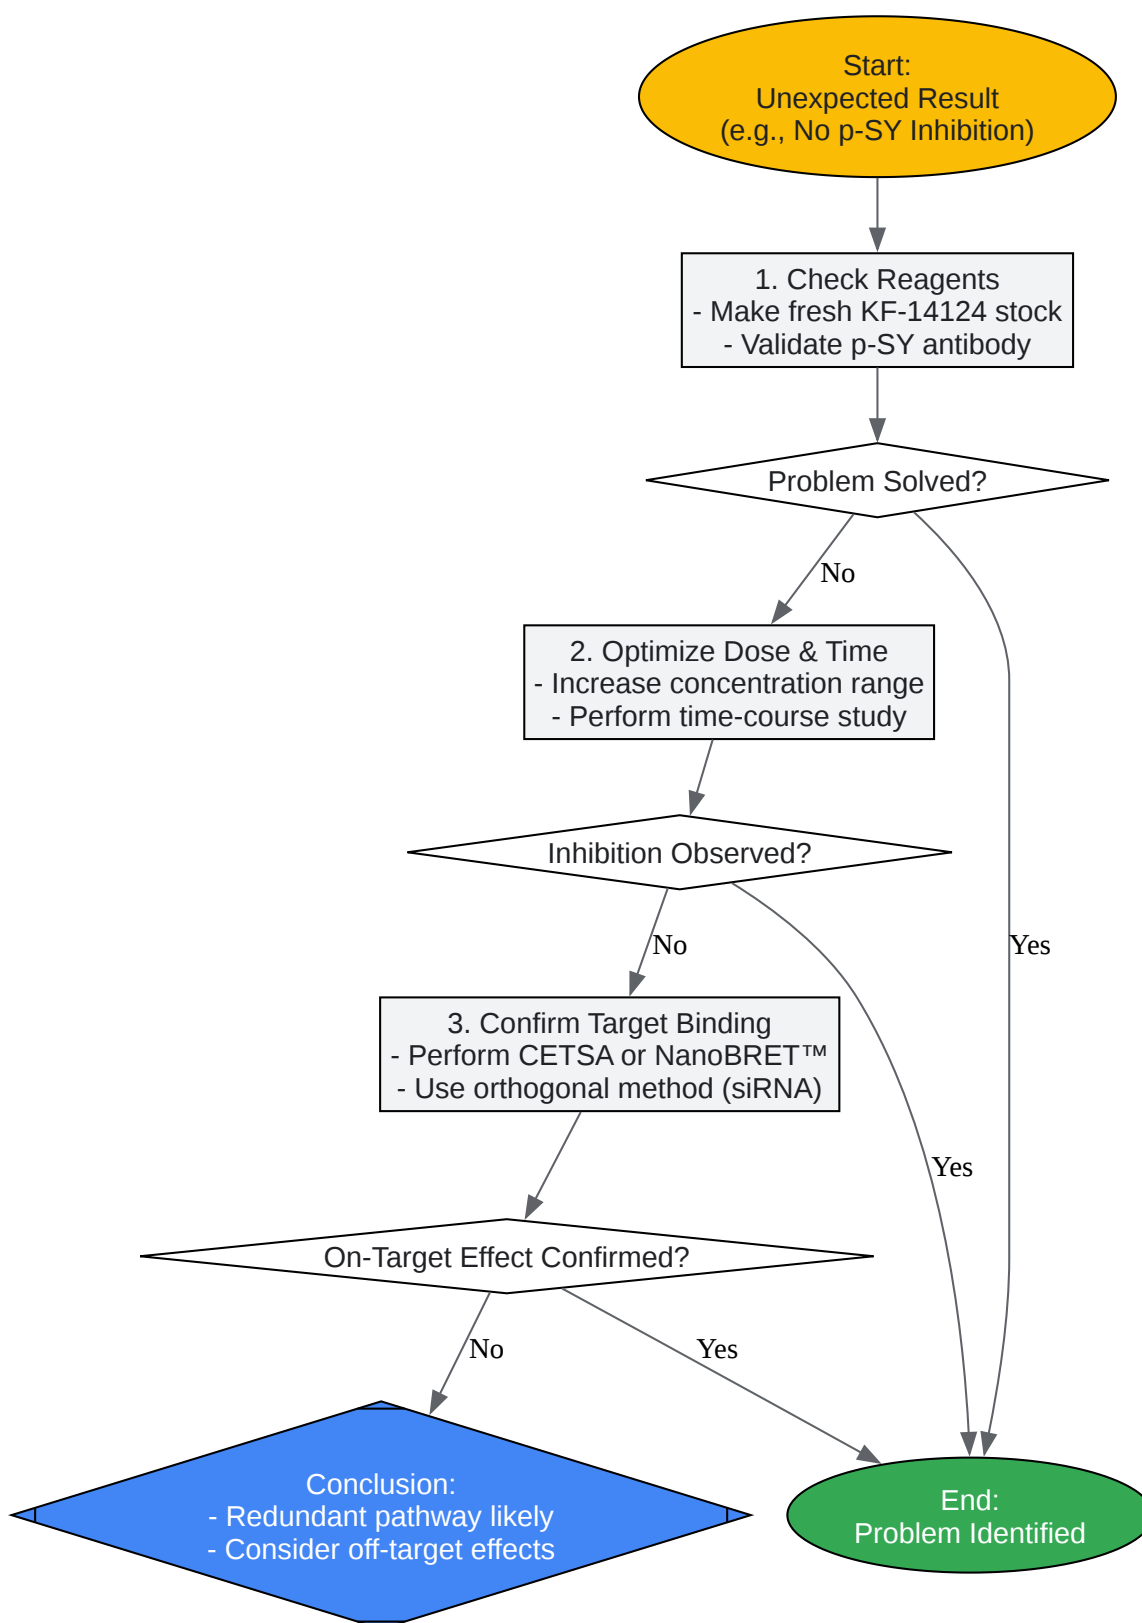 Start:
Unexpected Result
(e.g., No p-SY Inhibition)
1. Check Reagents
- Make fresh KF-14124 stock
- Validate p-SY antibody
Problem Solved?
No
2. Optimize Dose & Time
- Increase concentration range
- Perform time-course study
Inhibition Observed?
No
Yes
3. Confirm Target Binding
- Perform CETSA or NanoBRET™
- Use orthogonal method (siRNA)
Yes
On-Target Effect Confirmed?
No
Yes
Conclusion:
- Redundant pathway likely
- Consider off-target effects
End:
Problem Identified